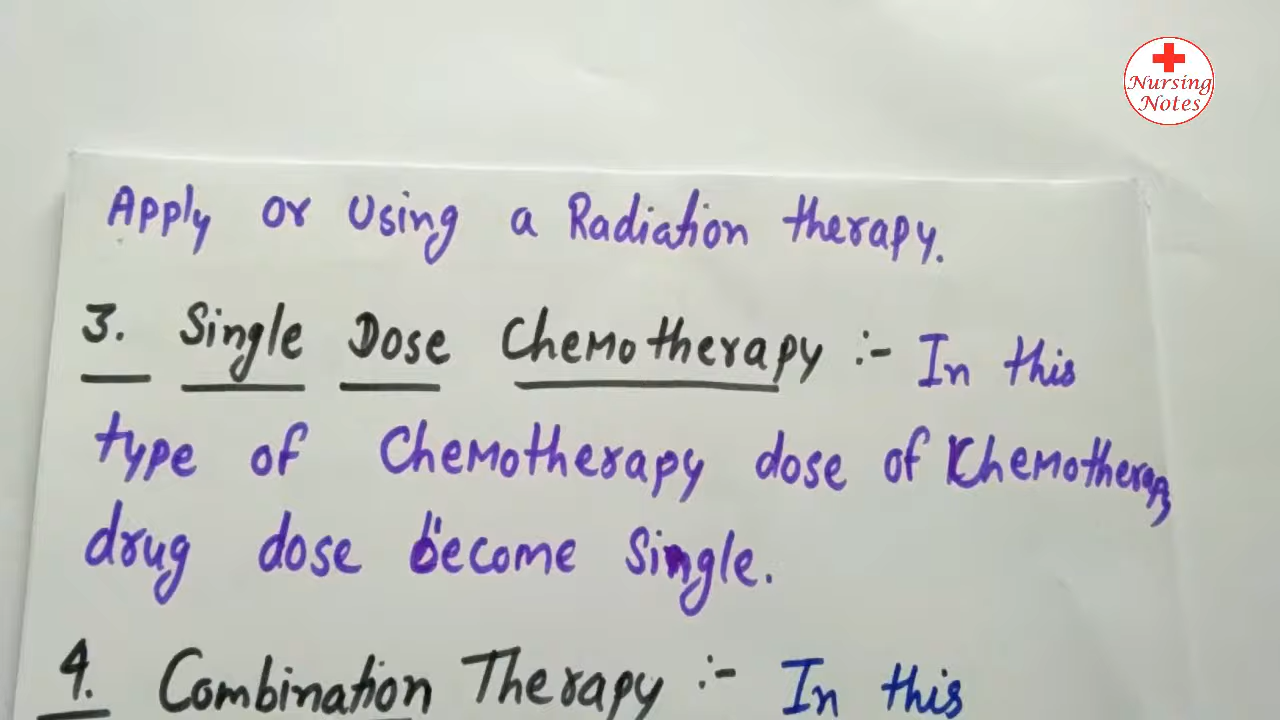 Nursing
Notes
Apply or Using a Radiation therapy.
3. Single Dose Chemotherapy :- In this
type of Chemotherapy dose of Chemotherapy
drug dose become Single.
4. Combination Therapy :- In this